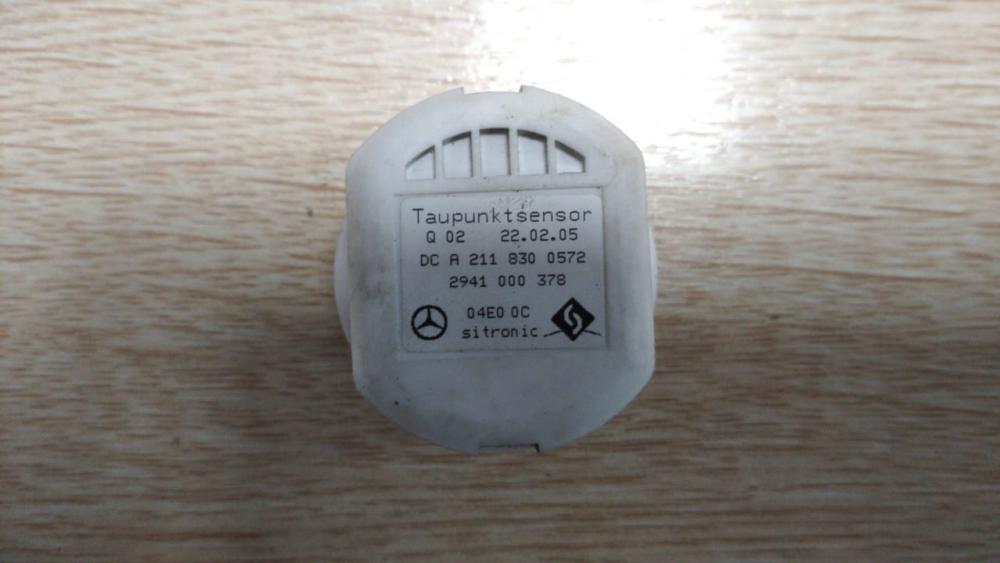 Taupunktsensor
Q 02 22.02.05
DC A 211 830 0572
2941 000 378
04E0 0C
sitronic